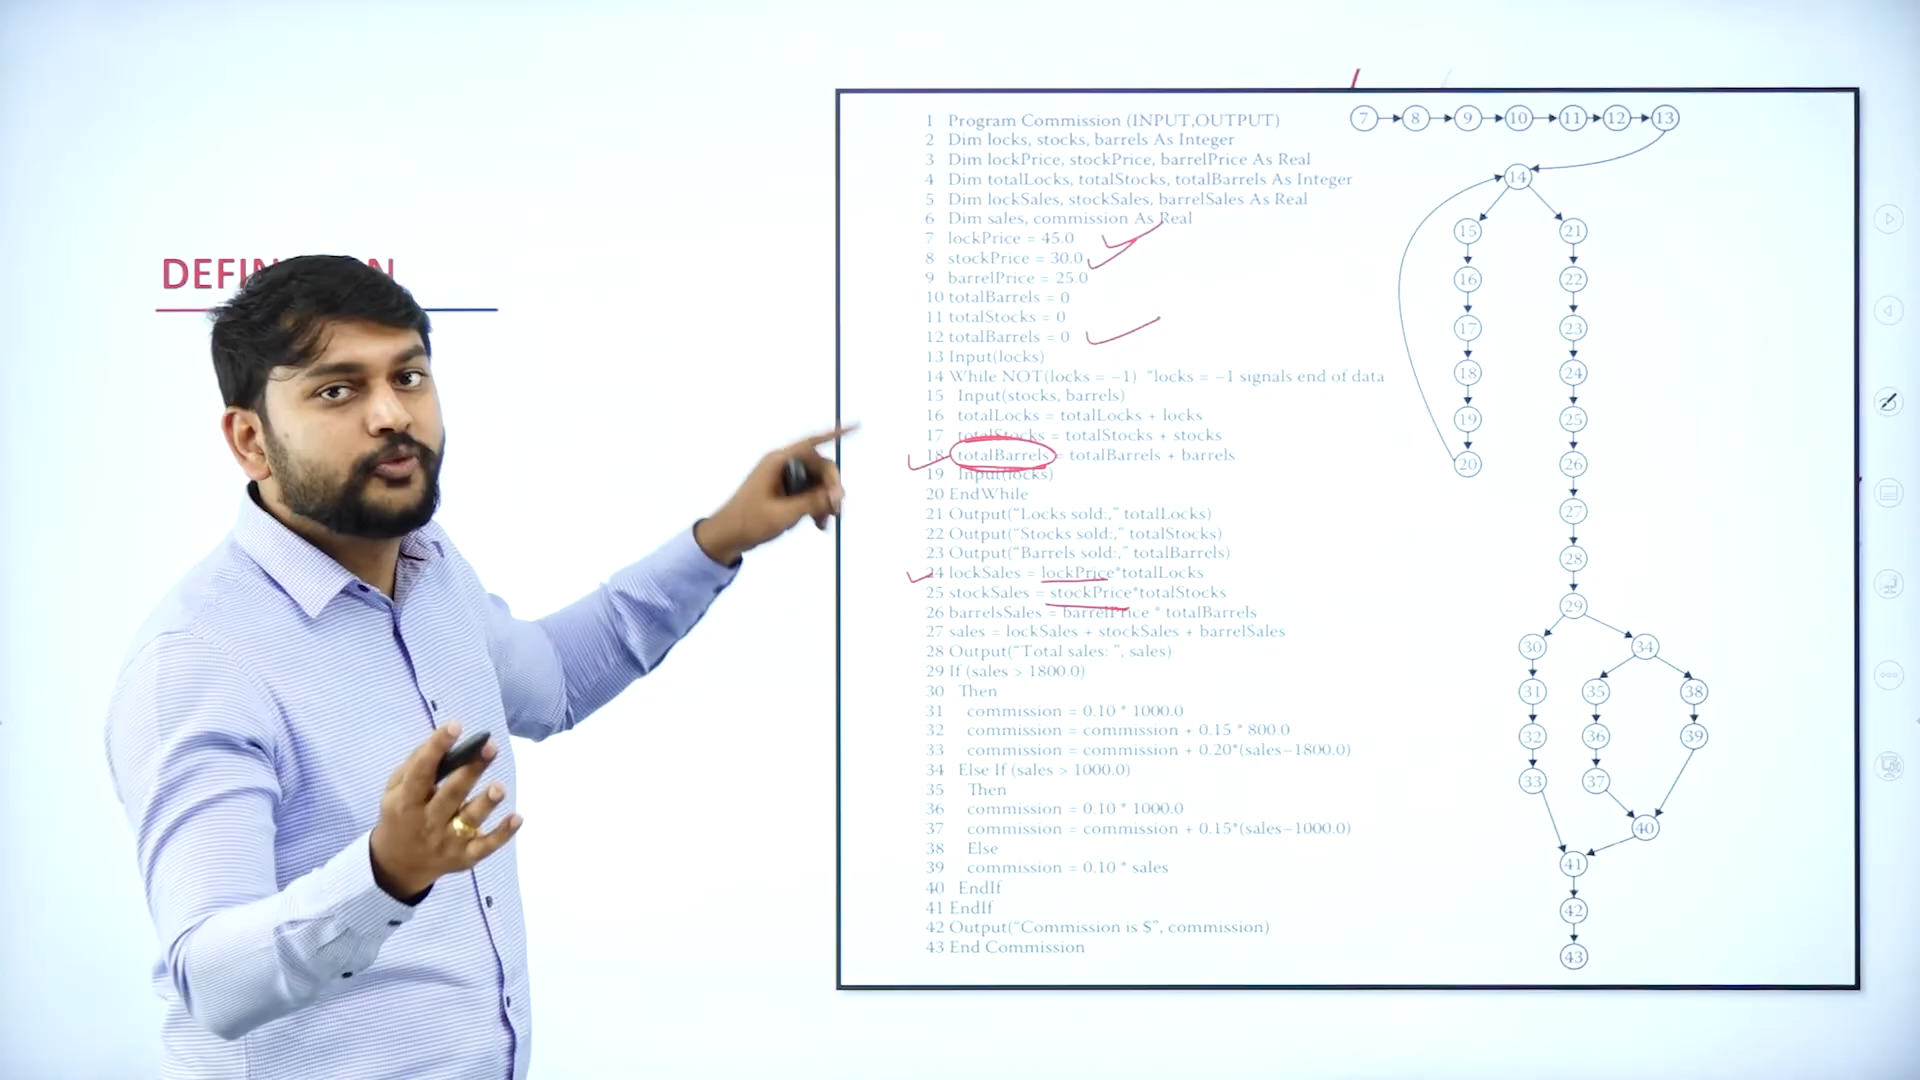 DEFIN N
1 Program Commission (INPUT,OUTPUT)
2 Dim locks, stocks, barrels As Integer
3 Dim lockPrice, stockPrice, barrelPrice As Real
4 Dim totalLocks, totalStocks, totalBarrels As Integer
5 Dim lockSales, stockSales, barrelSales As Real
6 Dim sales, commission As Real
7 lockPrice = 45.0
8 stockPrice = 30.0
9 barrelPrice = 25.0
10 totalBarrels = 0
11 totalStocks = 0
12 totalBarrels = 0
13 Input(locks)
14 While NOT(locks = −1) “locks = −1 signals end of data
15 Input(stocks, barrels)
16 totalLocks = totalLocks + locks
17 totalStocks = totalStocks + stocks
18 totalBarrels = totalBarrels + barrels
19 Input(locks)
20 EndWhile
21 Output(“Locks sold:,” totalLocks)
22 Output(“Stocks sold:,” totalStocks)
23 Output(“Barrels sold:,” totalBarrels)
24 lockSales = lockPrice*totalLocks
25 stockSales = stockPrice*totalStocks
26 barrelsSales = barrelPrice * totalBarrels
27 sales = lockSales + stockSales + barrelSales
28 Output(“Total sales: ”, sales)
29 If (sales > 1800.0)
30 Then
31 commission = 0.10 * 1000.0
32 commission = commission + 0.15 * 800.0
33 commission = commission + 0.20*(sales−1800.0)
34 Else If (sales > 1000.0)
35 Then
36 commission = 0.10 * 1000.0
37 commission = commission + 0.15*(sales−1000.0)
38 Else
39 commission = 0.10 * sales
40 EndIf
41 EndIf
42 Output(“Commission is $”, commission)
43 End Commission
7 8 9 10 11 12 13
14
15 21
16 22
17 23
18 24
19 25
20 26
27
28
29
30 34
31 35 38
32 36 39
33 37
40
41
42
43